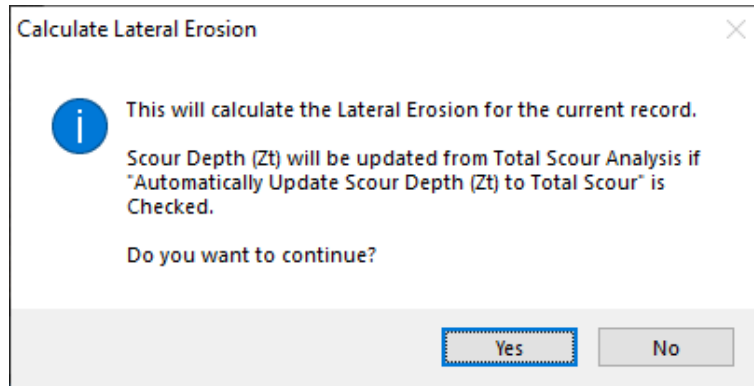 Calculate Lateral Erosion
This will calculate the Lateral Erosion for the current record.
Scour Depth (Zt) will be updated from Total Scour Analysis if
"Automatically Update Scour Depth (Zt) to Total Scour" is
Checked.
Do you want to continue?
Yes
No